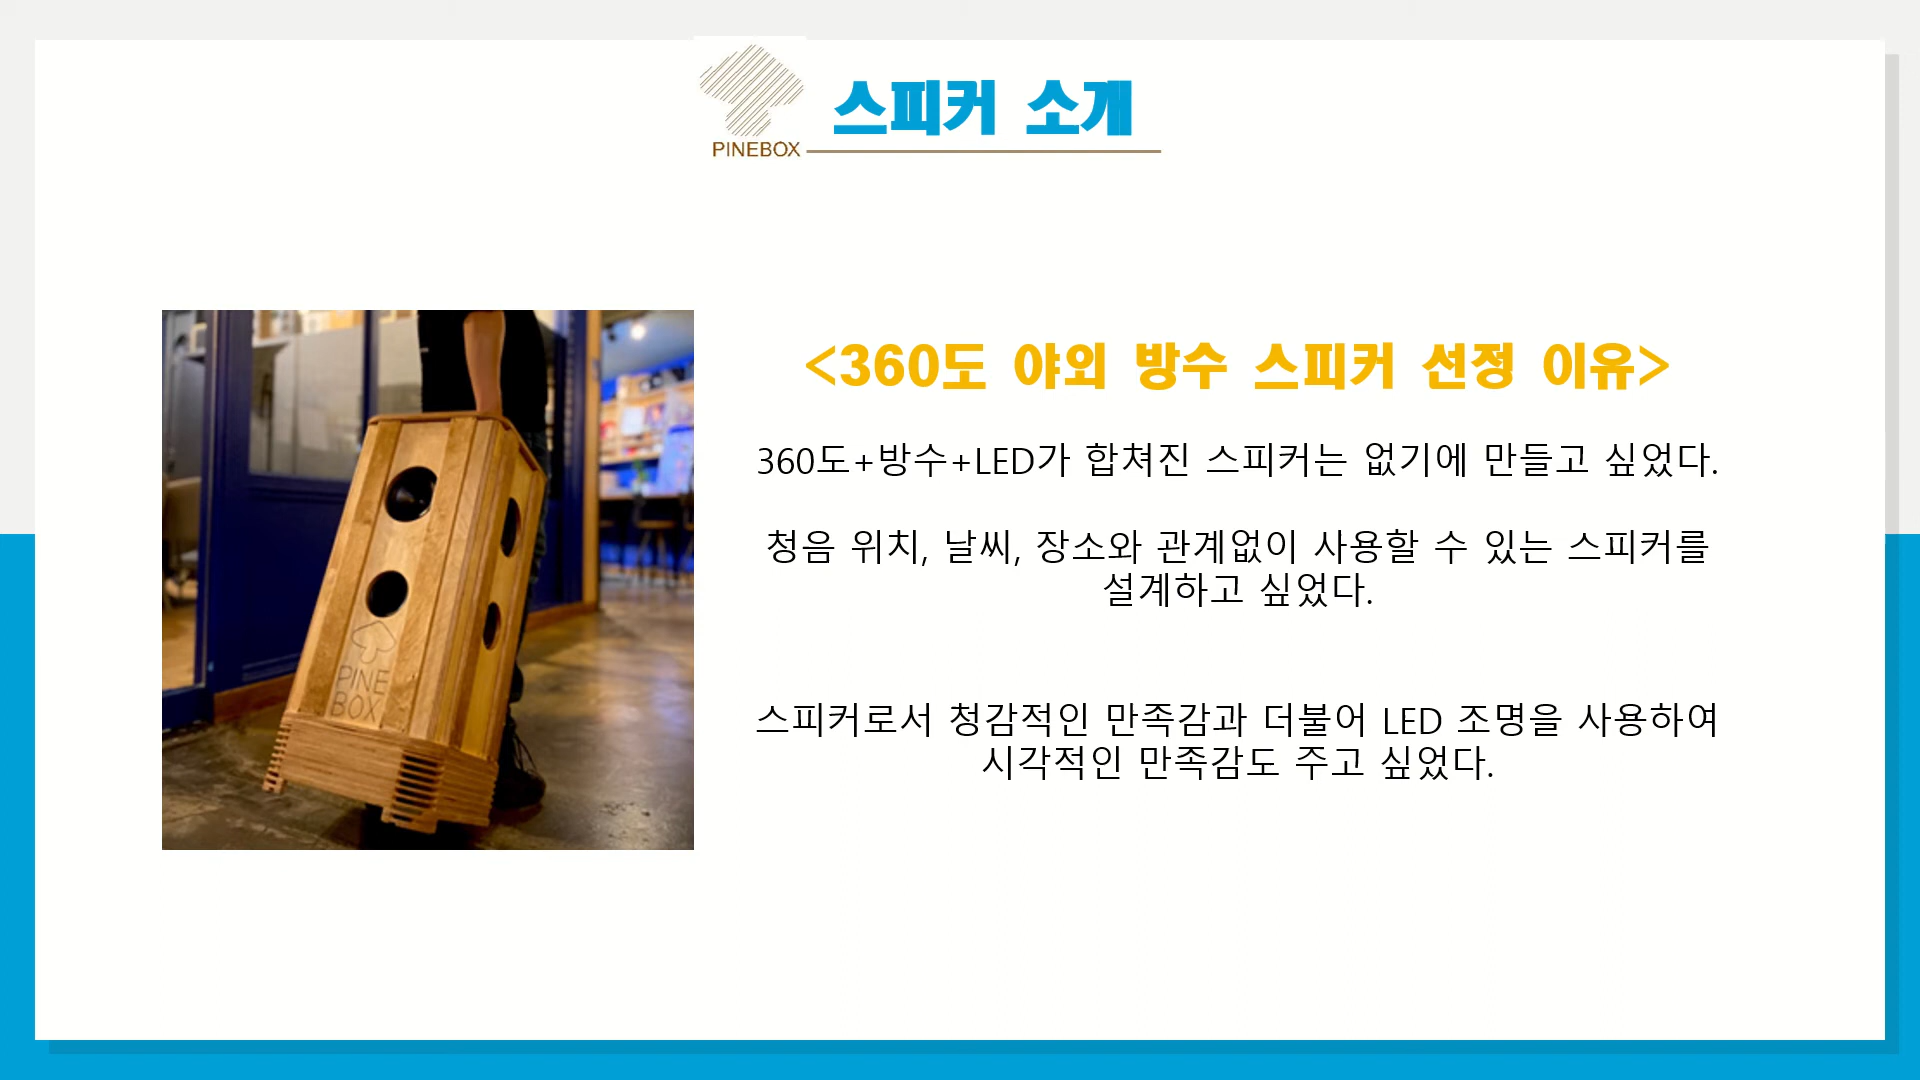 PINEBOX
스피커 소개
PINE
BOX
<360도 야외 방수 스피커 선정 이유>
360도+방수+LED가 합쳐진 스피커는 없기에 만들고 싶었다.
청음 위치, 날씨, 장소와 관계없이 사용할 수 있는 스피커를
설계하고 싶었다.
스피커로서 청감적인 만족감과 더불어 LED 조명을 사용하여
시각적인 만족감도 주고 싶었다.